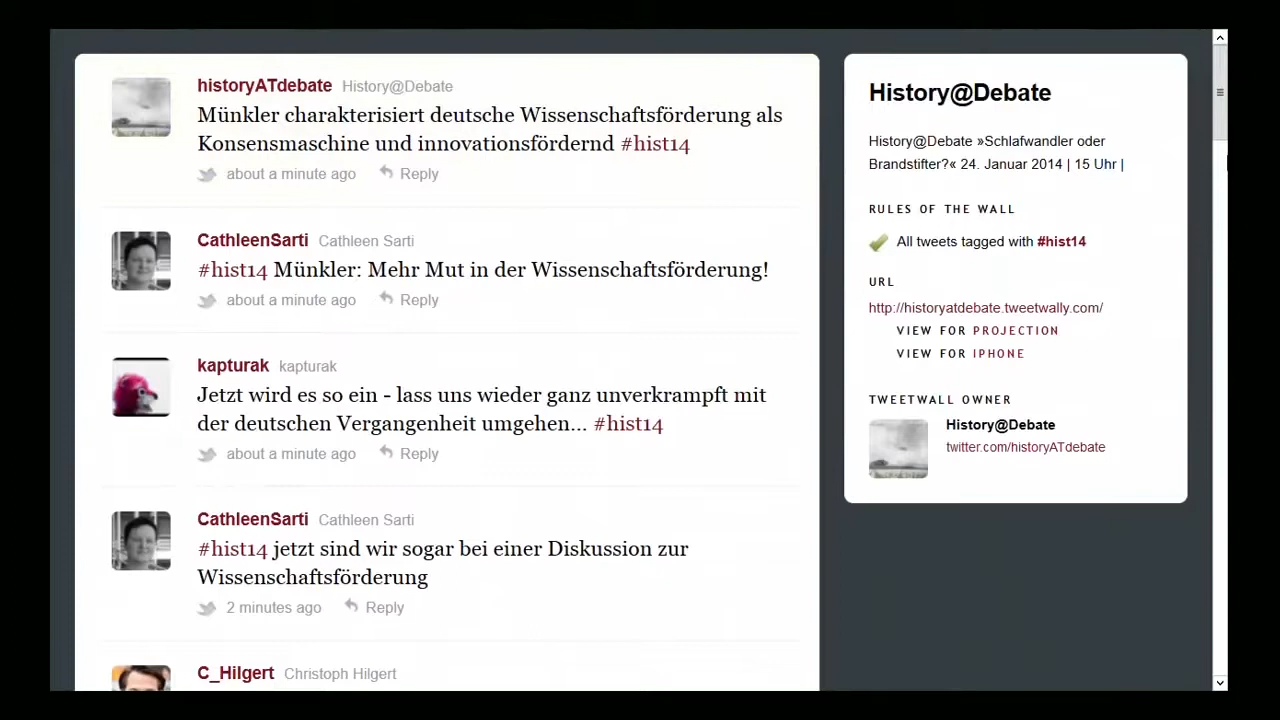 historyATdebate History@Debate
Münkler charakterisiert deutsche Wissenschaftsförderung als
Konsensmaschine und innovationsfördernd #hist14
about a minute ago Reply
CathleenSarti Cathleen Sarti
#hist14 Münkler: Mehr Mut in der Wissenschaftsförderung!
about a minute ago Reply
kapturak kapturak
Jetzt wird es so ein - lass uns wieder ganz unverkrampft mit
der deutschen Vergangenheit umgehen... #hist14
about a minute ago Reply
CathleenSarti Cathleen Sarti
#hist14 jetzt sind wir sogar bei einer Diskussion zur
Wissenschaftsförderung
2 minutes ago Reply
C_Hilgert Christoph Hilgert
History@Debate
History@Debate »Schlafwandler oder
Brandstifter?« 24. Januar 2014 | 15 Uhr |
RULES OF THE WALL
All tweets tagged with #hist14
URL
http://historyatdebate.tweetwally.com/
VIEW FOR PROJECTION
VIEW FOR IPHONE
TWEETWALL OWNER
History@Debate
twitter.com/historyATdebate